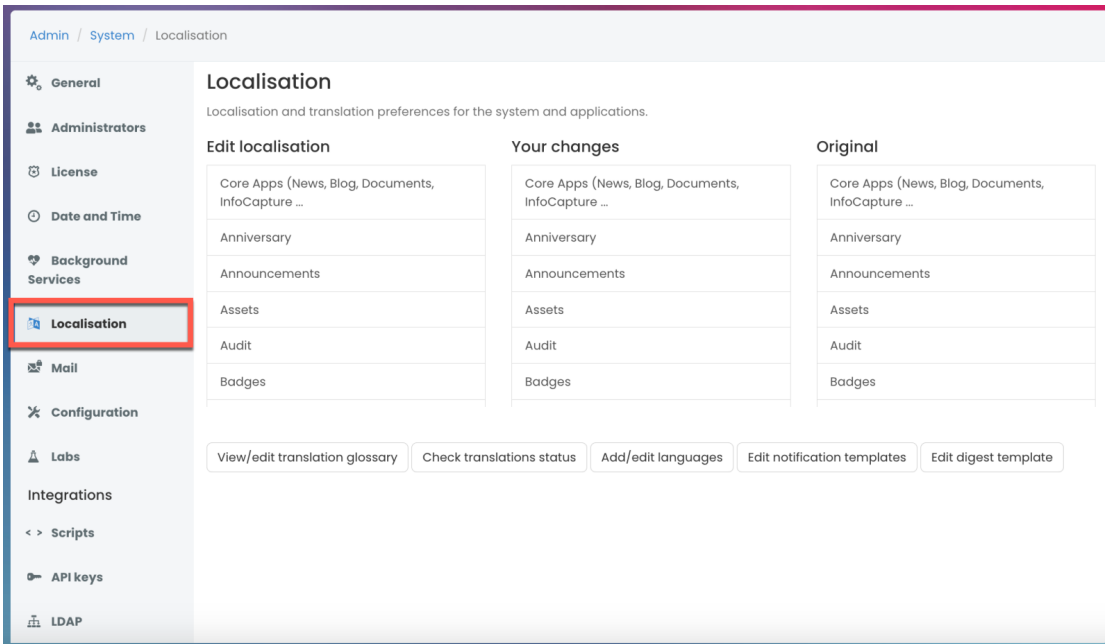 Admin / System / Localisation
General
Administrators
License
Date and Time
Background
Services
Localisation
Mail
Configuration
Labs
Integrations
Scripts
API keys
LDAP
Localisation
Localisation and translation preferences for the system and applications.
Edit localisation
Core Apps (News, Blog, Documents,
InfoCapture ...
Anniversary
Announcements
Assets
Audit
Badges
Your changes
Core Apps (News, Blog, Documents,
InfoCapture ...
Anniversary
Announcements
Assets
Audit
Badges
Original
Core Apps (News, Blog, Documents,
InfoCapture ...
Anniversary
Announcements
Assets
Audit
Badges
View/edit translation glossary
Check translations status
Add/edit languages
Edit notification templates
Edit digest template